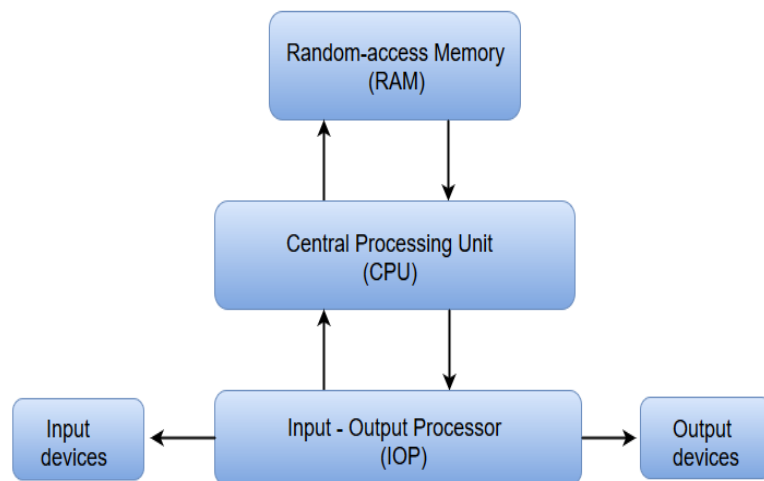 Random-access Memory
(RAM)
Central Processing Unit
(CPU)
Input
devices
Input - Output Processor
(IOP)
Output
devices